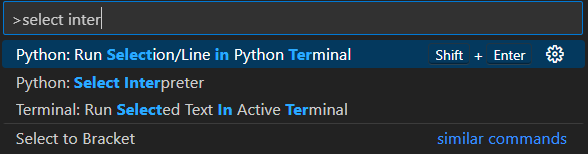 >select inter
Python: Run Selection/Line in Python Terminal Shift + Enter
Python: Select Interpreter
Terminal: Run Selected Text In Active Terminal
Select to Bracket similar commands